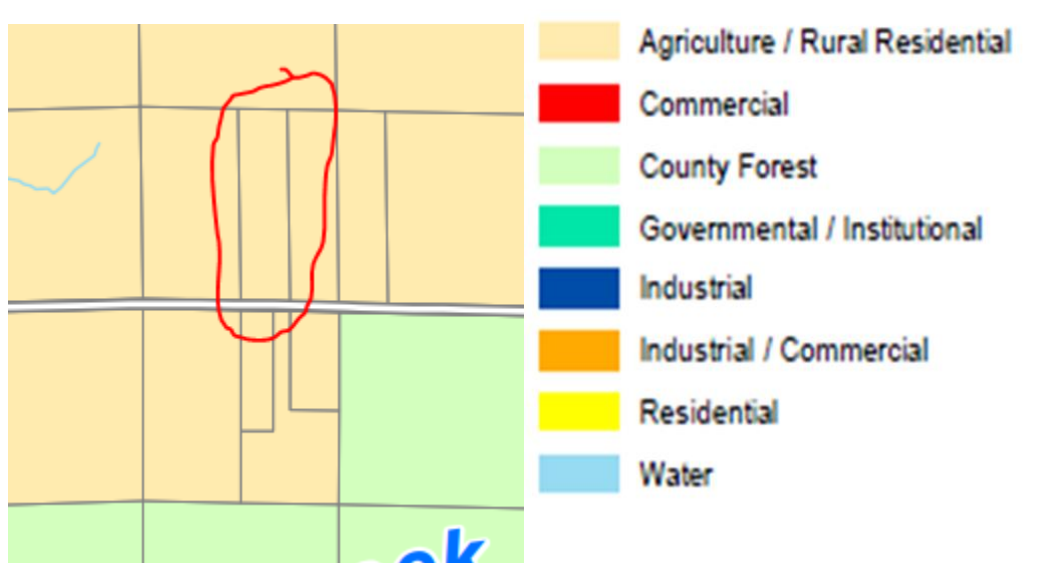 Agriculture / Rural Residential
Commercial
County Forest
Governmental / Institutional
Industrial
Industrial / Commercial
Residential
Water